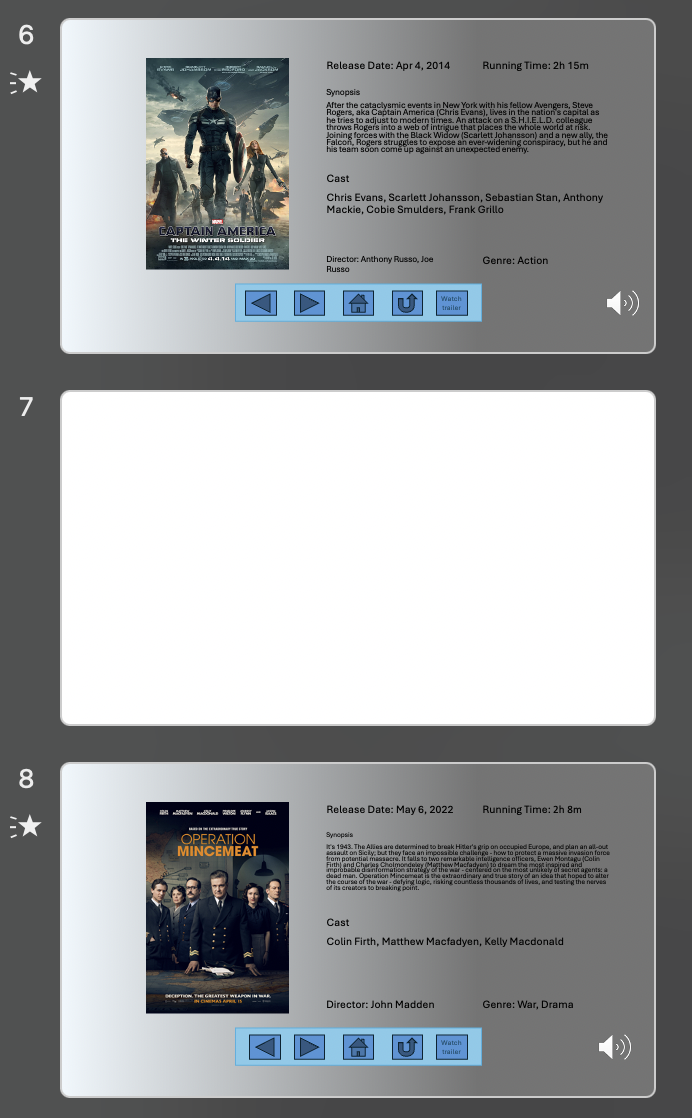 6
Release Date: Apr 4, 2014 Running Time: 2h 15m
Synopsis
After the cataclysmic events in New York with his fellow Avengers, Steve
Rogers, aka Captain America (Chris Evans), lives in the nation's capital as
he tries to adjust to modern times. An attack on a S.H.I.E.L.D. colleague
throws Rogers into a web of intrigue that places the whole world at risk.
Joining forces with the Black Widow (Scarlett Johansson) and a new ally, the
Falcon, Rogers struggles to expose an ever-widening conspiracy, but he and
his team soon come up against an unexpected enemy.
Cast
Chris Evans, Scarlett Johansson, Sebastian Stan, Anthony
Mackie, Cobie Smulders, Frank Grillo
Director: Anthony Russo, Joe
Russo
Genre: Action
MARVEL
CAPTAIN AMERICA
THE WINTER SOLDIER
4.4.14
Watch
trailer
7
8
Release Date: May 6, 2022 Running Time: 2h 8m
Synopsis
It's 1943. The Allies are determined to break Hitler's grip on occupied Europe, and plan an all-out
assault on Sicily; but they face an impossible challenge - how to protect a massive invasion force
from potential massacre. It falls to two remarkable intelligence officers, Ewen Montagu (Colin
Firth) and Charles Cholmondeley (Matthew Macfadyen) to dream the most inspired and
improbable disinformation strategy of the war - centered on the most unlikely of secret agents: a
dead man. Operation Mincemeat is the extraordinary and true story of an idea that hoped to alter
the course of the war - defying logic, risking countless thousands of lives, and testing the nerves
of its creators to breaking point.
Cast
Colin Firth, Matthew Macfadyen, Kelly Macdonald
Director: John Madden Genre: War, Drama
BASED ON THE EXTRAORDINARY TRUE STORY
OPERATION
MINCEMEAT
DECEPTION. THE GREATEST WEAPON IN WAR.
IN CINEMAS APRIL
Watch
trailer